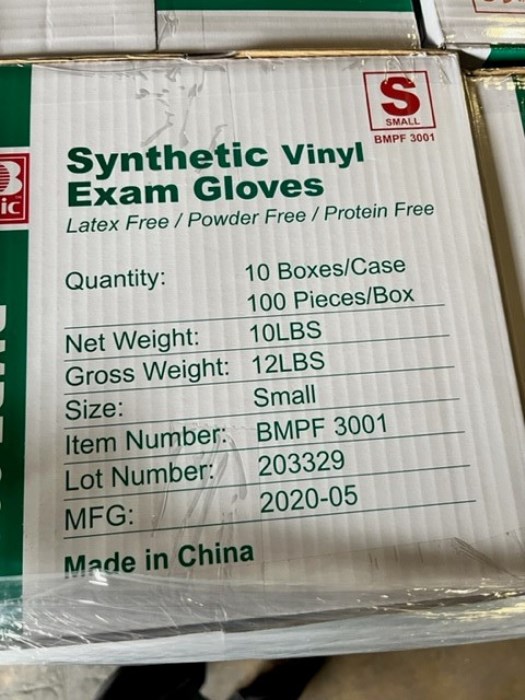 S
SMALL
BMPF 3001
Synthetic Vinyl
Exam Gloves
Latex Free / Powder Free / Protein Free
Quantity: 10 Boxes/Case
100 Pieces/Box
Net Weight: 10LBS
Gross Weight: 12LBS
Size: Small
Item Number: BMPF 3001
Lot Number: 203329
MFG: 2020-05
Made in China
B
ic